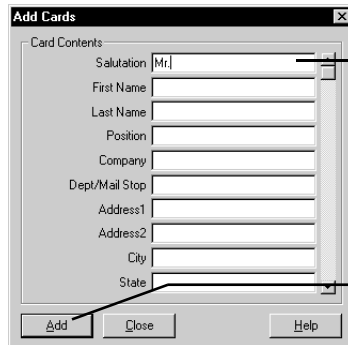 Add Cards
Card Contents
Salutation Mr.
First Name
Last Name
Position
Company
Dept/Mail Stop
Address1
Address2
City
State
Add Close Help